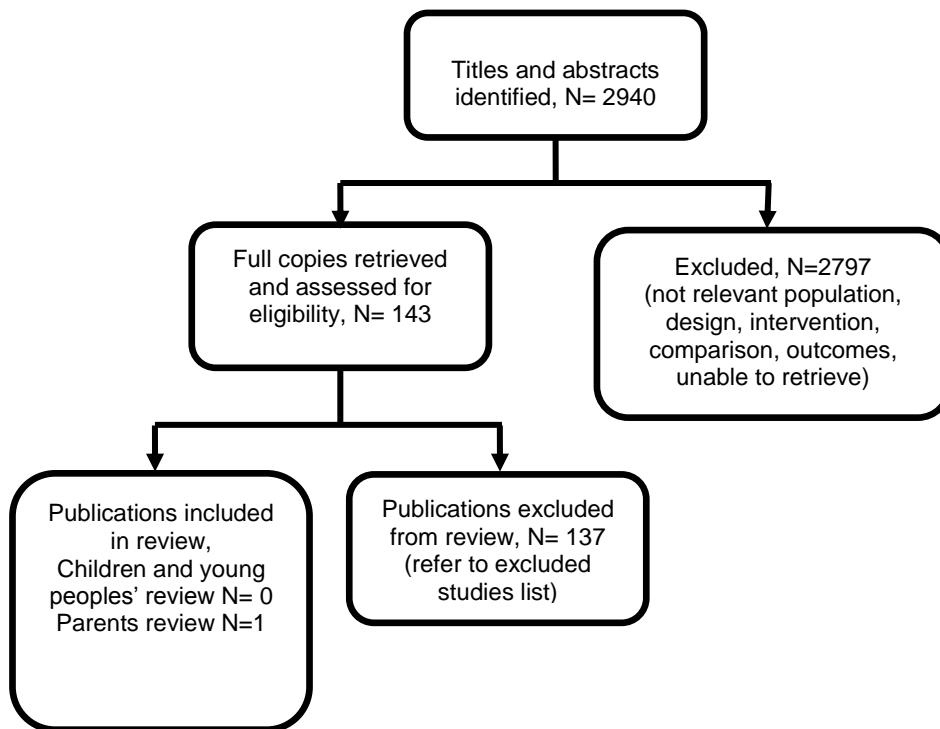 Titles and abstracts
identified, N= 2940
Full copies retrieved
and assessed for
eligibility, N= 143
Excluded, N=2797
(not relevant population,
design, intervention,
comparison, outcomes,
unable to retrieve)
Publications included
in review,
Children and young
peoples’ review N= 0
Parents review N=1
Publications excluded
from review, N= 137
(refer to excluded
studies list)